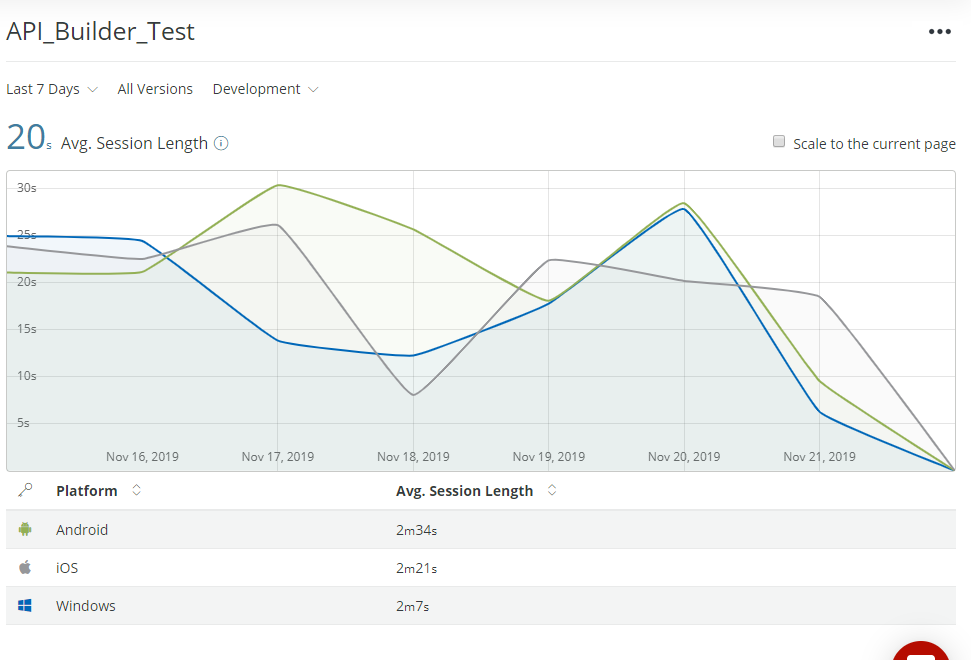 API_Builder_Test
Last 7 Days All Versions Development
20s Avg. Session Length Scale to the current page
30s
25s
20s
15s
10s
5s
Nov 16, 2019 Nov 17, 2019 Nov 18, 2019 Nov 19, 2019 Nov 20, 2019 Nov 21, 2019
Platform Avg. Session Length
Android 2m34s
iOS 2m21s
Windows 2m7s